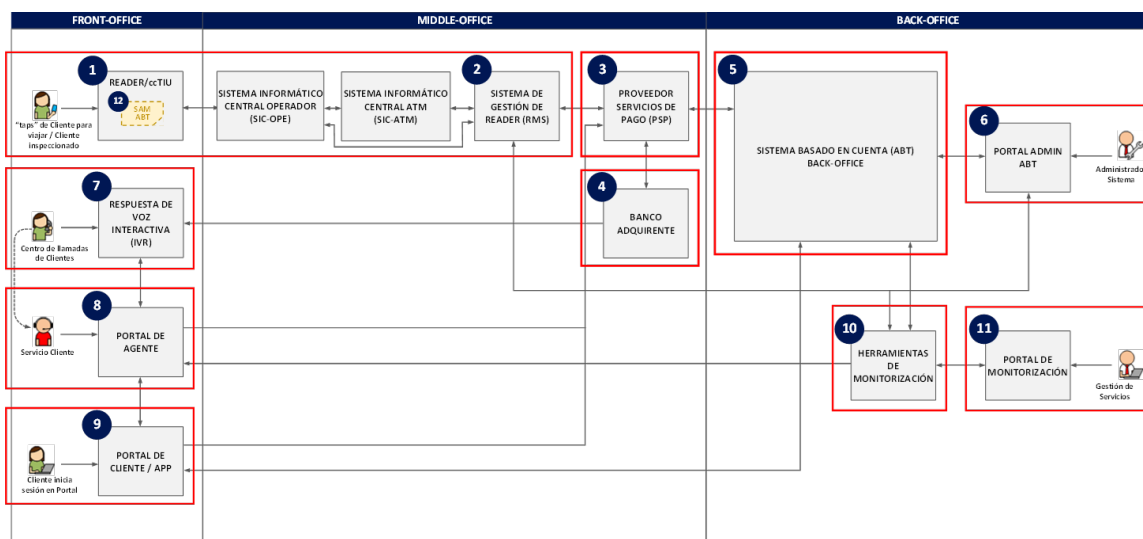 FRONT-OFFICE
MIDDLE-OFFICE
BACK-OFFICE
1
READER/ccTIU
12
SAM
ABT
"taps" de Cliente para
viajar / Cliente
inspeccionado
SISTEMA INFORMÁTICO
CENTRAL OPERADOR
(SIC-OPE)
SISTEMA INFORMÁTICO
CENTRAL ATM
(SIC-ATM)
2
SISTEMA DE
GESTIÓN DE
READER (RMS)
3
PROVEEDOR
SERVICIOS DE
PAGO (PSP)
4
BANCO
ADQUIRENTE
5
SISTEMA BASADO EN CUENTA (ABT)
BACK-OFFICE
6
PORTAL ADMIN
ABT
Administrado
Sistema
7
RESPUESTA DE
VOZ
INTERACTIVA
(IVR)
Centro de llamadas
de Clientes
8
PORTAL DE
AGENTE
Servicio Cliente
9
PORTAL DE
CLIENTE / APP
Cliente inicia
sesión en Portal
10
HERRAMIENTAS
DE
MONITORIZACIÓN
11
PORTAL DE
MONITORIZACIÓN
Gestión de
Servicios